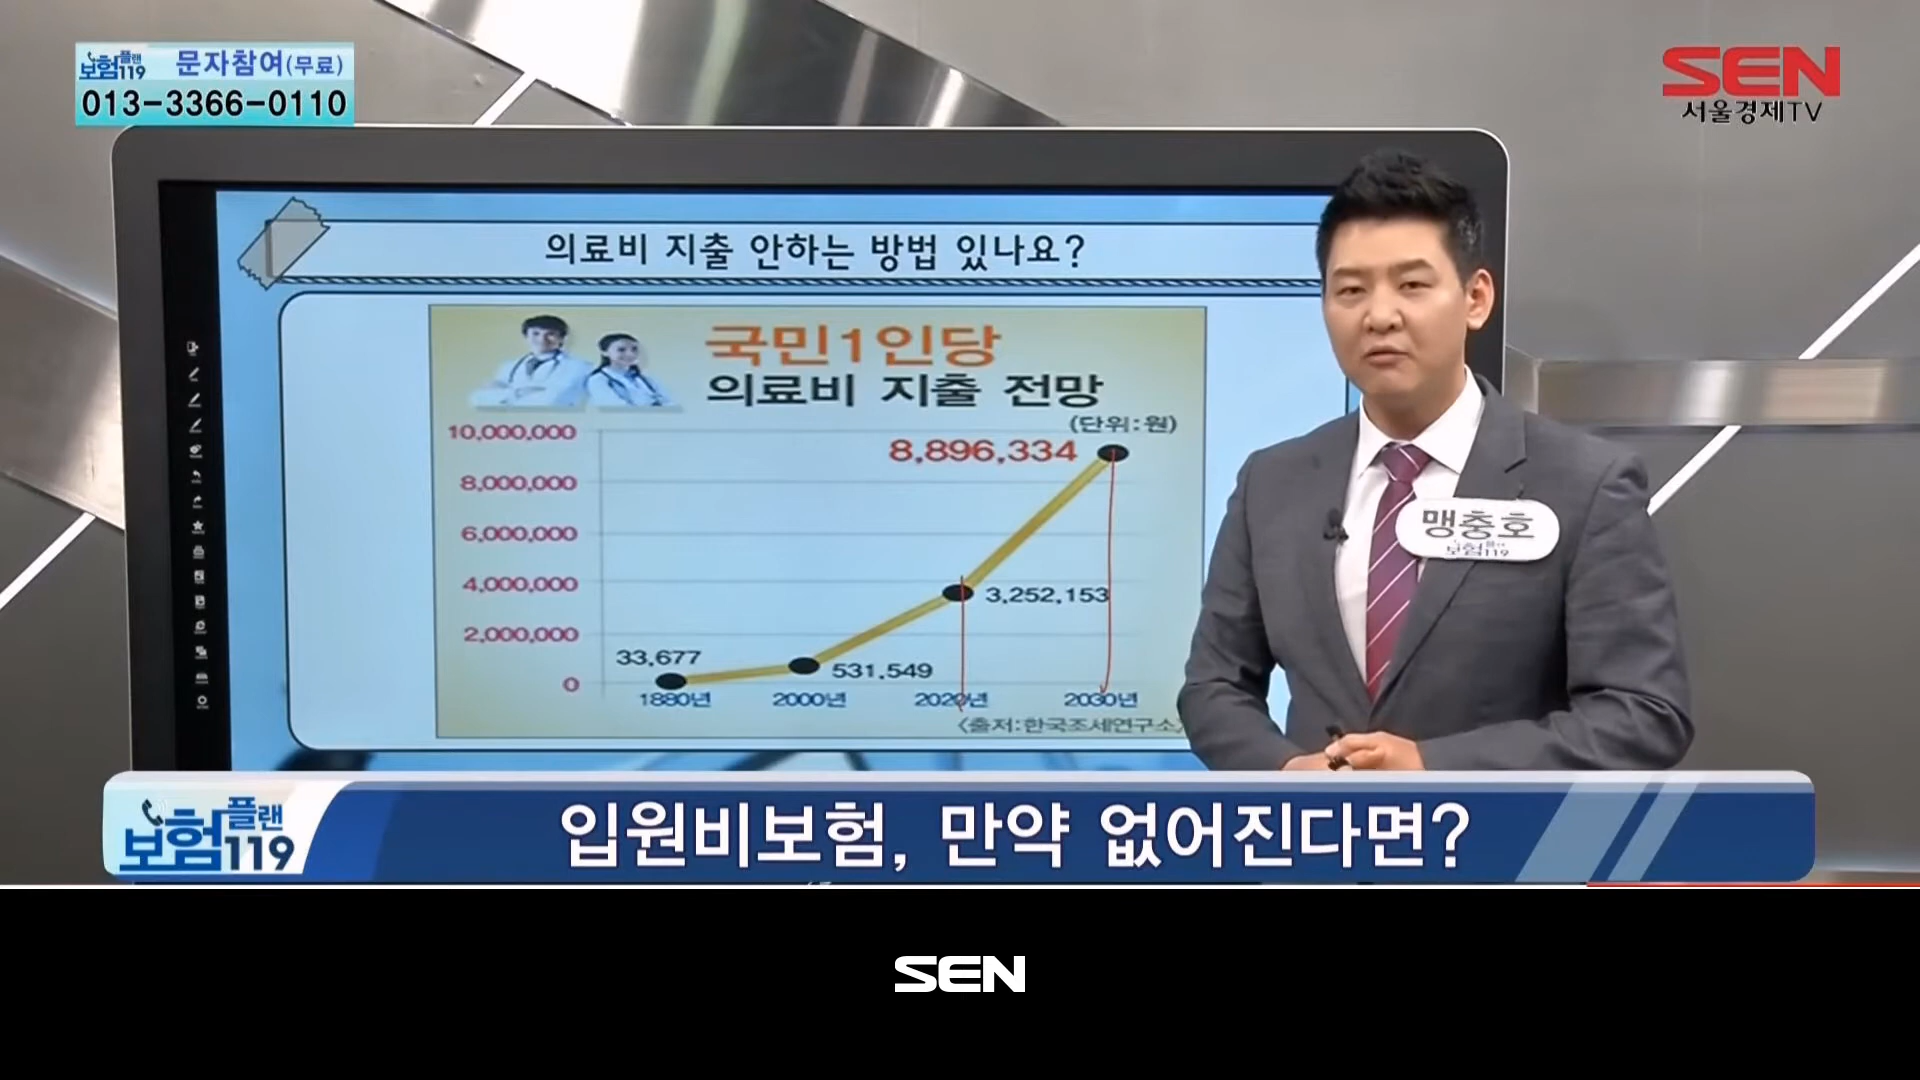 보험플랜119 문자참여(무료)
013-3366-0110
SEN
서울경제TV
의료비 지출 안하는 방법 있나요?
국민1인당
의료비 지출 전망
(단위:원)
10,000,000
8,896,334
8,000,000
6,000,000
4,000,000
3,252,153
2,000,000
33,677
531,549
0
1880년 2000년 2020년 2030년
<출저:한국조세연구소>
맹충호
보험플랜119
보험플랜119
입원비보험, 만약 없어진다면?
SEN